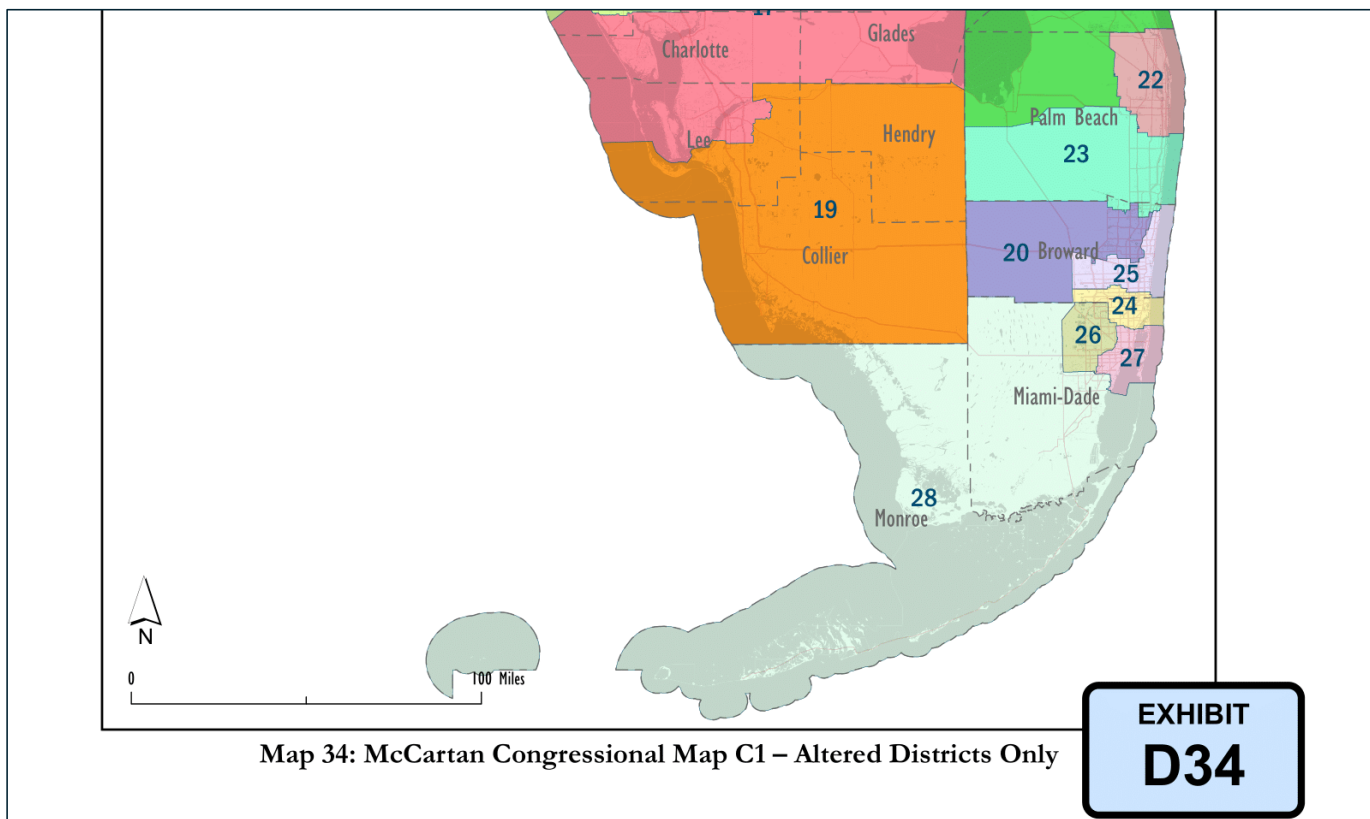 17
Glades
Charlotte
22
Palm Beach
Hendry
Lee
23
19
20
Broward
Collier
25
24
26
27
Miami-Dade
28
Monroe
N
0
100 Miles
EXHIBIT
D34
Map 34: McCartan Congressional Map C1 – Altered Districts Only